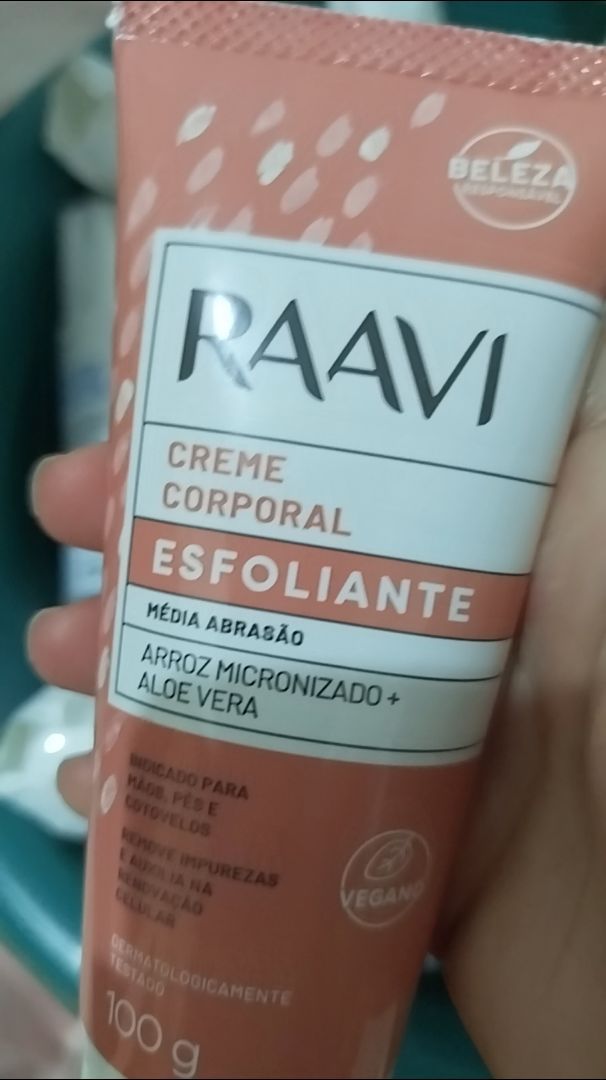 BELEZA
RESPONSÁVEL
RAAVI
CREME
CORPORAL
ESFOLIANTE
MÉDIA ABRASÃO
ARROZ MICRONIZADO +
ALOE VERA
INDICADO PARA
MÃOS, PÉS E
COTOVELOS
REMOVE IMPUREZAS
E AUXILIA NA
RENOVAÇÃO
CELULAR
VEGANO
DERMATOLOGICAMENTE
TESTADO
100 g